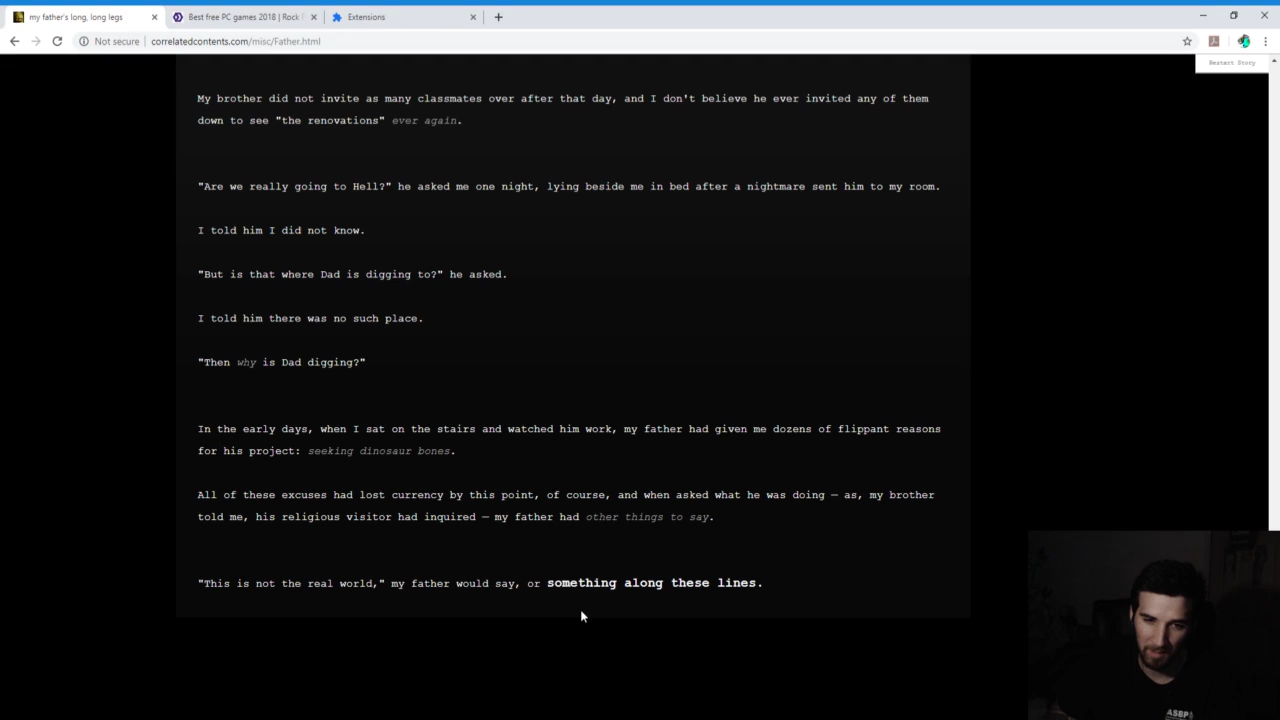 my father's long, long legs
Best free PC games 2018 | Rock
Extensions
Not secure
correlatedcontents.com/misc/Father.html
Restart Story
My brother did not invite as many classmates over after that day, and I don't believe he ever invited any of them
down to see "the renovations" ever again.
"Are we really going to Hell?" he asked me one night, lying beside me in bed after a nightmare sent him to my room.
I told him I did not know.
"But is that where Dad is digging to?" he asked.
I told him there was no such place.
"Then why is Dad digging?"
In the early days, when I sat on the stairs and watched him work, my father had given me dozens of flippant reasons
for his project: seeking dinosaur bones.
All of these excuses had lost currency by this point, of course, and when asked what he was doing — as, my brother
told me, his religious visitor had inquired — my father had other things to say.
"This is not the real world," my father would say, or something along these lines.
ASBP